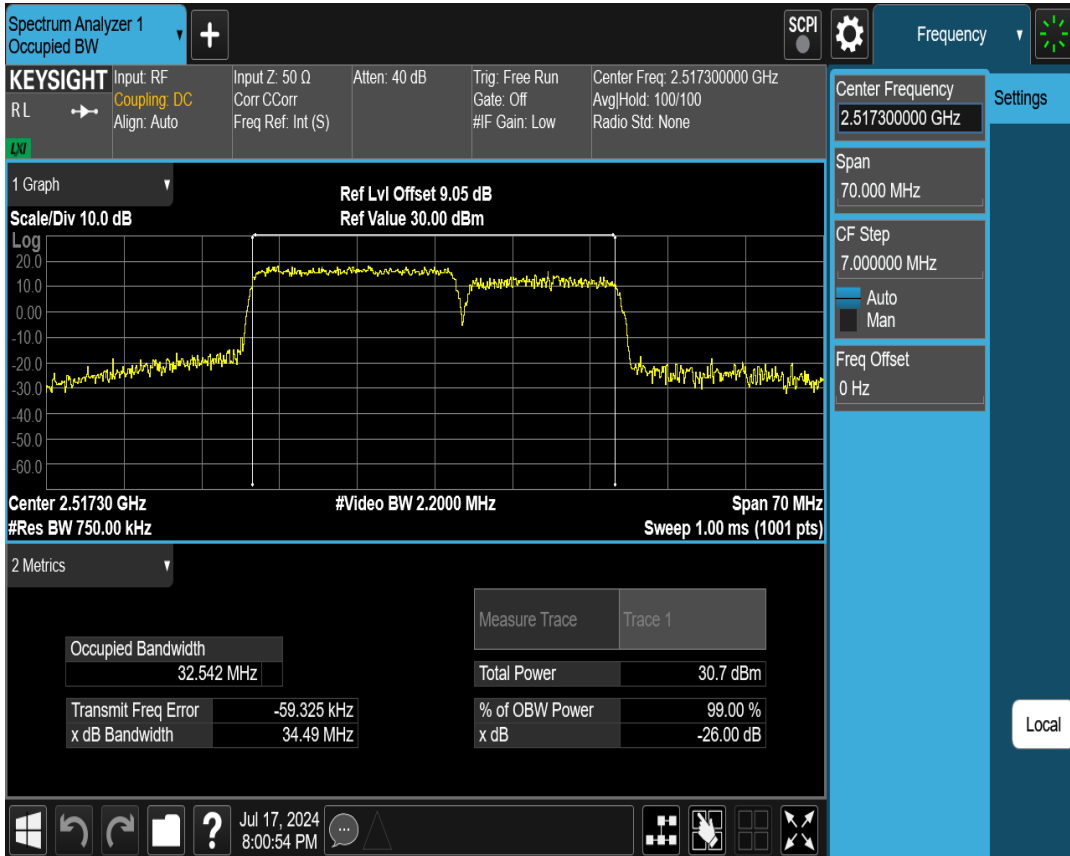 Spectrum Analyzer 1
Occupied BW
+
SCPI
Frequency
KEYSIGHT
R L
LXI
Input: RF
Coupling: DC
Align: Auto
Input Z: 50 Ω
Corr CCorr
Freq Ref: Int (S)
Atten: 40 dB
Trig: Free Run
Gate: Off
#IF Gain: Low
Center Freq: 2.517300000 GHz
Avg|Hold: 100/100
Radio Std: None
Center Frequency
2.517300000 GHz
Settings
Span
70.000 MHz
CF Step
7.000000 MHz
Auto
Man
Freq Offset
0 Hz
Local
1 Graph
Scale/Div 10.0 dB
Ref Lvl Offset 9.05 dB
Ref Value 30.00 dBm
Log
20.0
10.0
0.00
-10.0
-20.0
-30.0
-40.0
-50.0
-60.0
Center 2.51730 GHz
#Video BW 2.2000 MHz
Span 70 MHz
#Res BW 750.00 kHz
Sweep 1.00 ms (1001 pts)
2 Metrics
Measure Trace Trace 1
Occupied Bandwidth
32.542 MHz
Total Power 30.7 dBm
Transmit Freq Error -59.325 kHz
% of OBW Power 99.00 %
x dB Bandwidth 34.49 MHz
x dB -26.00 dB
?
Jul 17, 2024
8:00:54 PM